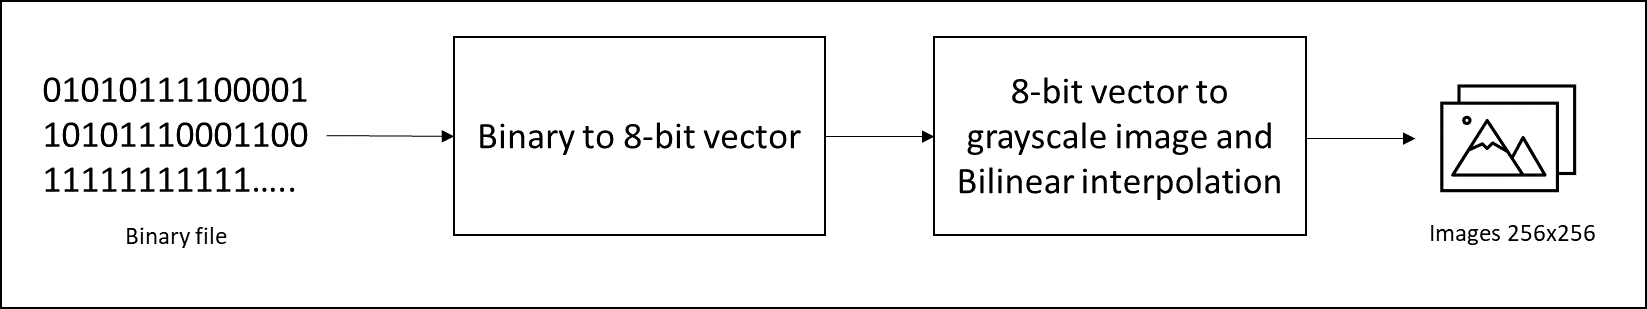 01010111100001
10101110001100
11111111111…..
Binary file
Binary to 8-bit vector
8-bit vector to
grayscale image and
Bilinear interpolation
Images 256x256